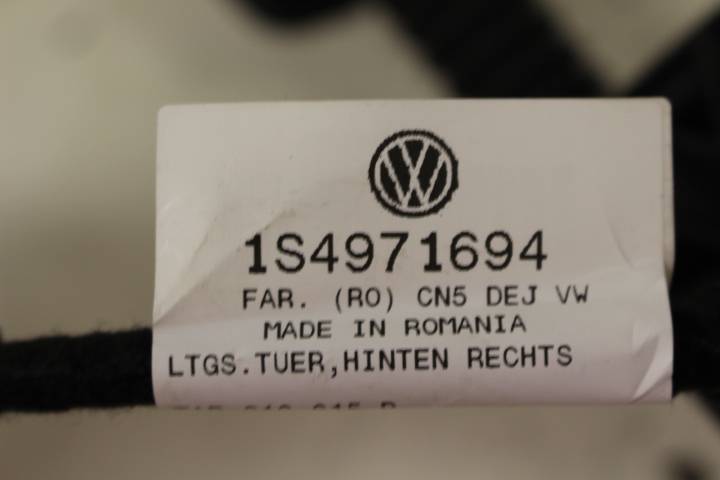 1S4971694
FAR. (RO) CN5 DEJ VW
MADE IN ROMANIA
LTGS.TUER,HINTEN RECHTS